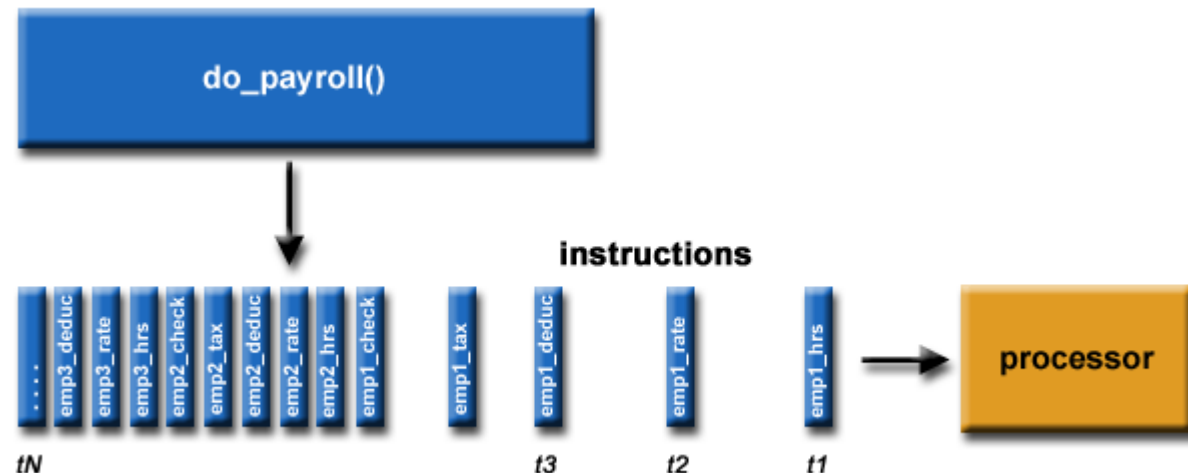 do_payroll()
instructions
....
emp3_deduc
emp3_rate
emp3_hrs
emp2_check
emp2_tax
emp2_deduc
emp2_rate
emp2_hrs
emp1_check
emp1_tax
emp1_deduc
emp1_rate
emp1_hrs
processor
tN
t3
t2
t1